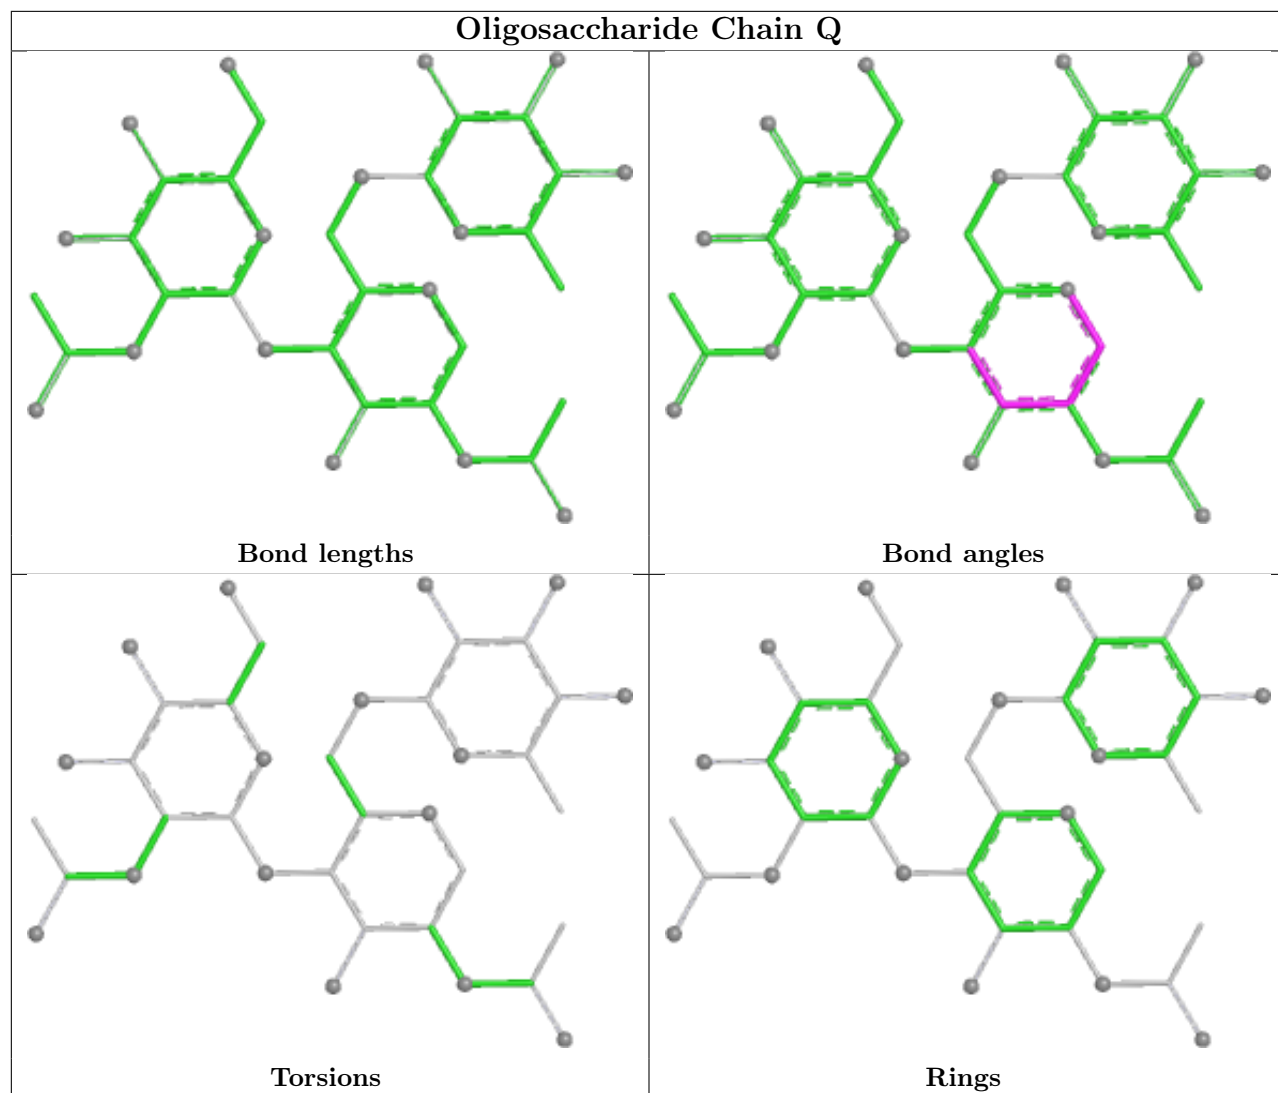 Oligosaccharide Chain Q
Bond lengths
Bond angles
Torsions
Rings